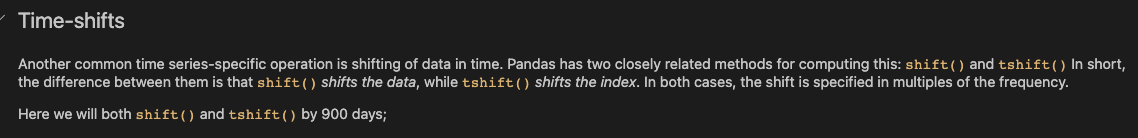 Time-shifts
Another common time series-specific operation is shifting of data in time. Pandas has two closely related methods for computing this: shift() and tshift() In short,
the difference between them is that shift() shifts the data, while tshift() shifts the index. In both cases, the shift is specified in multiples of the frequency.
Here we will both shift() and tshift() by 900 days;